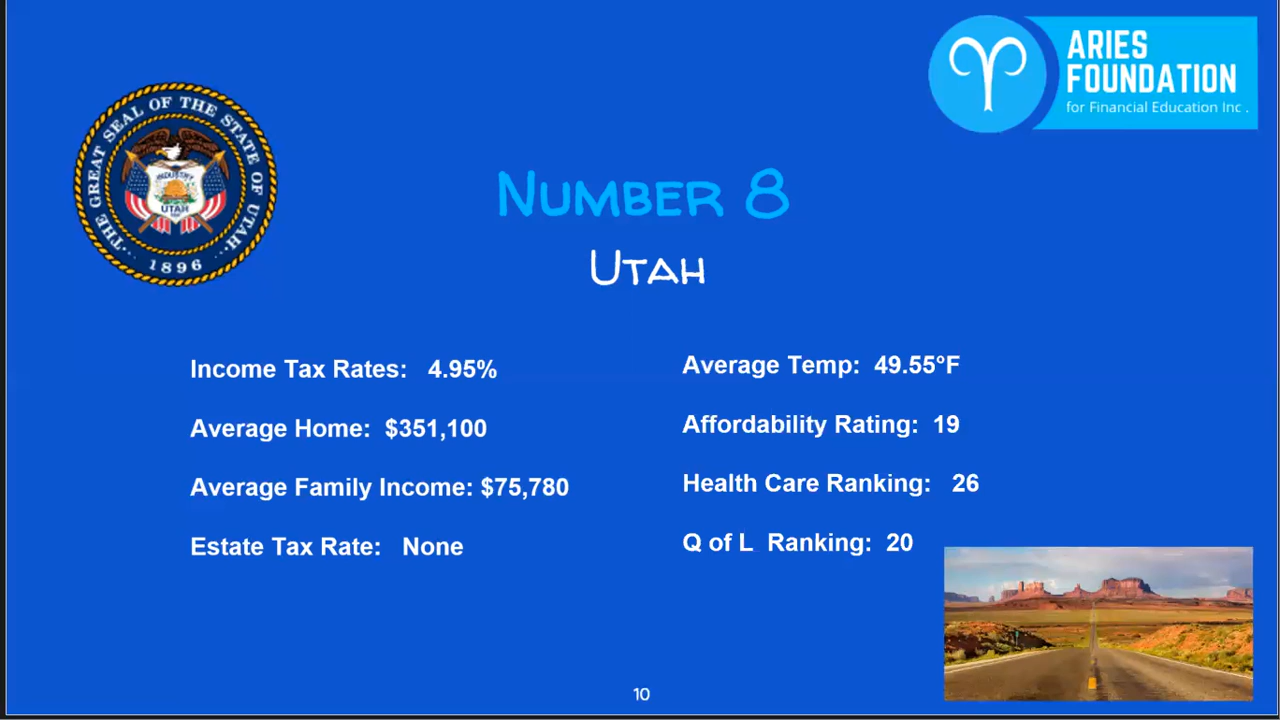 ARIES
FOUNDATION
for Financial Education Inc .
THE GREAT SEAL OF THE STATE OF UTAH
INDUSTRY
UTAH
1896
NUMBER 8
UTAH
Income Tax Rates: 4.95%
Average Home: $351,100
Average Family Income: $75,780
Estate Tax Rate: None
Average Temp: 49.55°F
Affordability Rating: 19
Health Care Ranking: 26
Q of L Ranking: 20
10